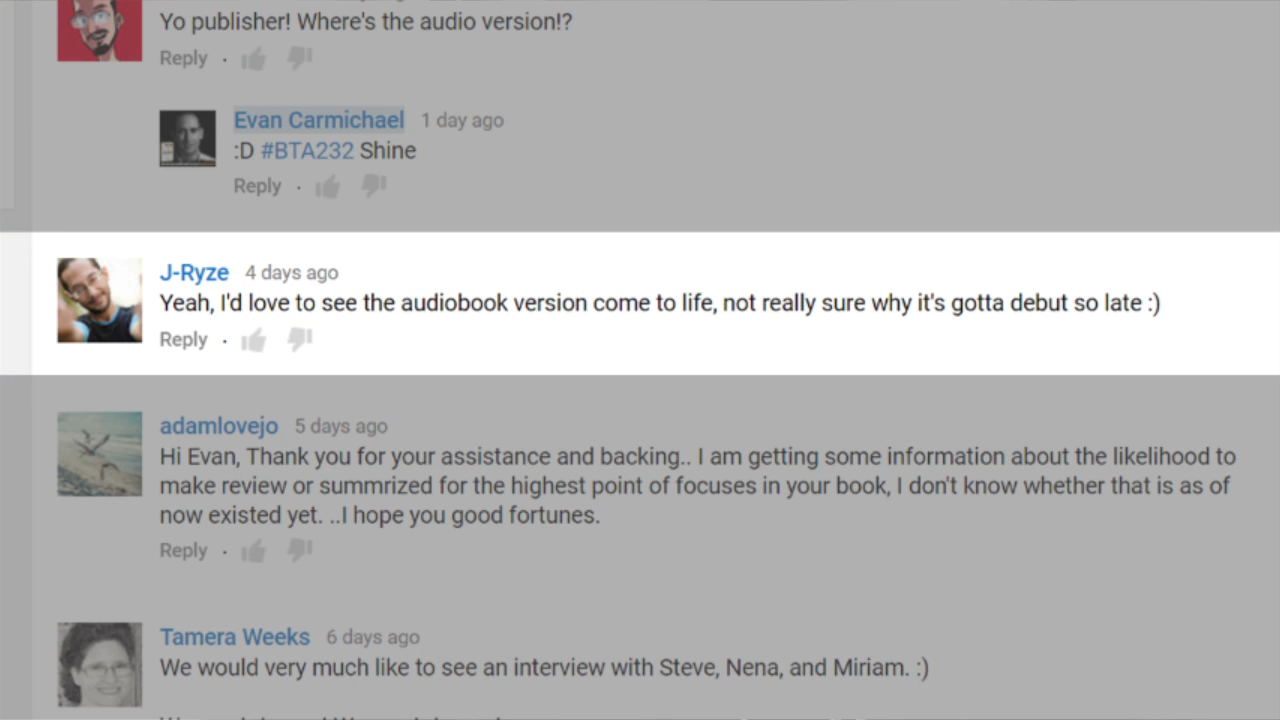 Yo publisher! Where's the audio version!?
Reply ·
Evan Carmichael 1 day ago
:D #BTA232 Shine
Reply ·
J-Ryze 4 days ago
Yeah, I'd love to see the audiobook version come to life, not really sure why it's gotta debut so late :)
Reply ·
adamlovejo 5 days ago
Hi Evan, Thank you for your assistance and backing.. I am getting some information about the likelihood to
make review or summrized for the highest point of focuses in your book, I don't know whether that is as of
now existed yet. ..I hope you good fortunes.
Reply ·
Tamera Weeks 6 days ago
We would very much like to see an interview with Steve, Nena, and Miriam. :)